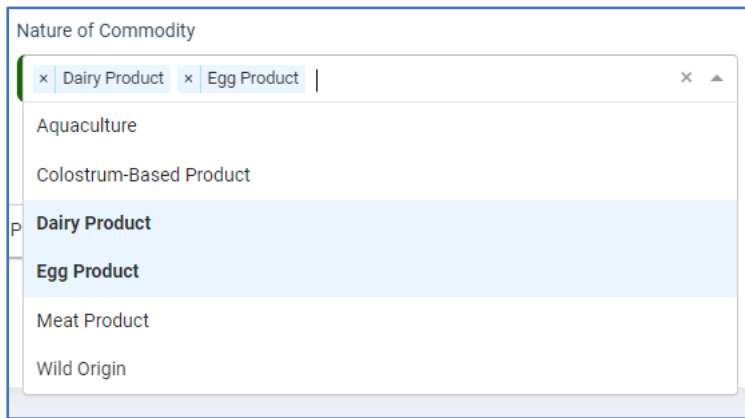 Nature of Commodity
× Dairy Product × Egg Product
Aquaculture
Colostrum-Based Product
Dairy Product
P
Egg Product
Meat Product
Wild Origin